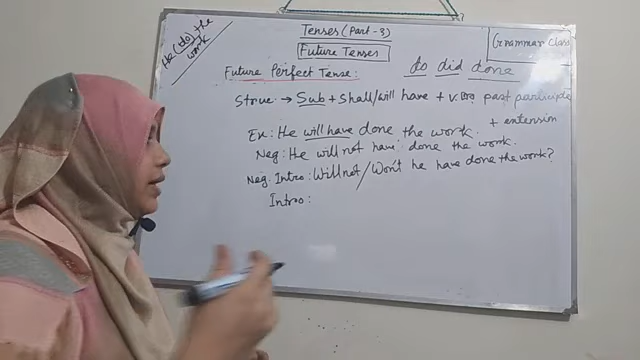 He (do) the work
Tenses (Part-3)
Future Tenses
Grammar Class
Future Perfect Tense:
do did done
Struc → Sub + Shall/will have + v. past participle
+ extension
Ex: He will have done the work.
Neg: He will not have done the work.
Neg. Intro: Will not / Won't he have done the work?
Intro: